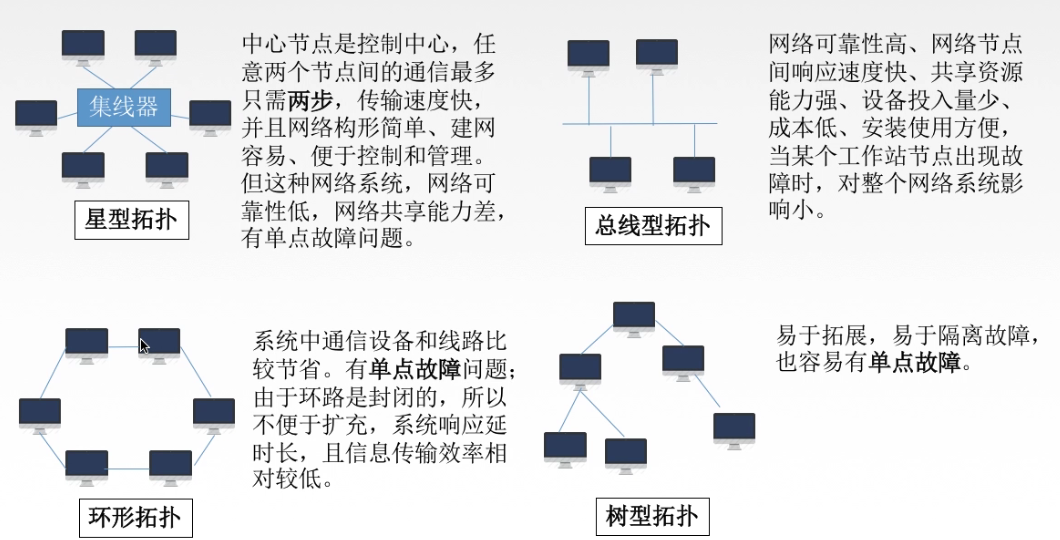 集线器
中心节点是控制中心，任
意两个节点间的通信最多
只需两步，传输速度快，
并且网络构形简单、建网
容易、便于控制和管理。
但这种网络系统，网络可
靠性低，网络共享能力差，
有单点故障问题。
星型拓扑
网络可靠性高、网络节点
间响应速度快、共享资源
能力强、设备投入量少、
成本低、安装使用方便，
当某个工作站节点出现故
障时，对整个网络系统影
响小。
总线型拓扑
系统中通信设备和线路比
较节省。有单点故障问题；
由于环路是封闭的，所以
不便于扩充，系统响应延
时长，且信息传输效率相
对较低。
环形拓扑
易于拓展，易于隔离故障，
也容易有单点故障。
树型拓扑